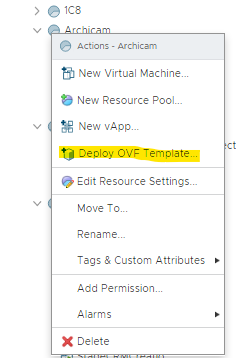 1C8
Archicam
Actions - Archicam
New Virtual Machine...
New Resource Pool...
New vApp...
Deploy OVF Template...
ect
Edit Resource Settings...
Move To...
Rename...
Tags & Custom Attributes
Add Permission...
Alarms
Delete